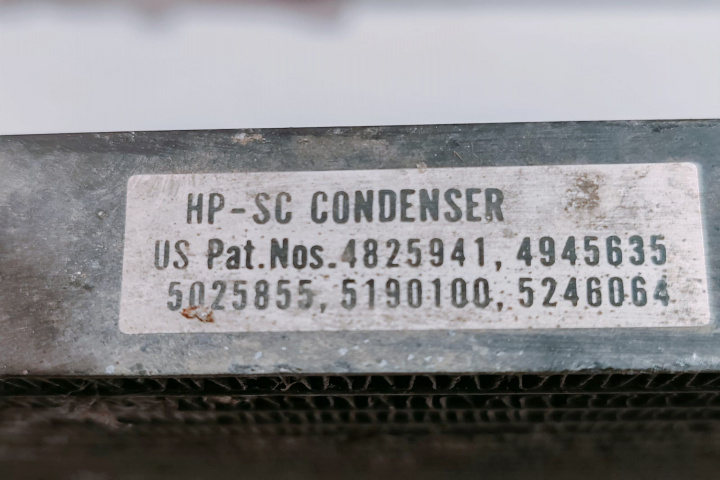 HP-SC CONDENSER
US Pat.Nos.4825941, 4945635
5025855, 5190100, 5246064